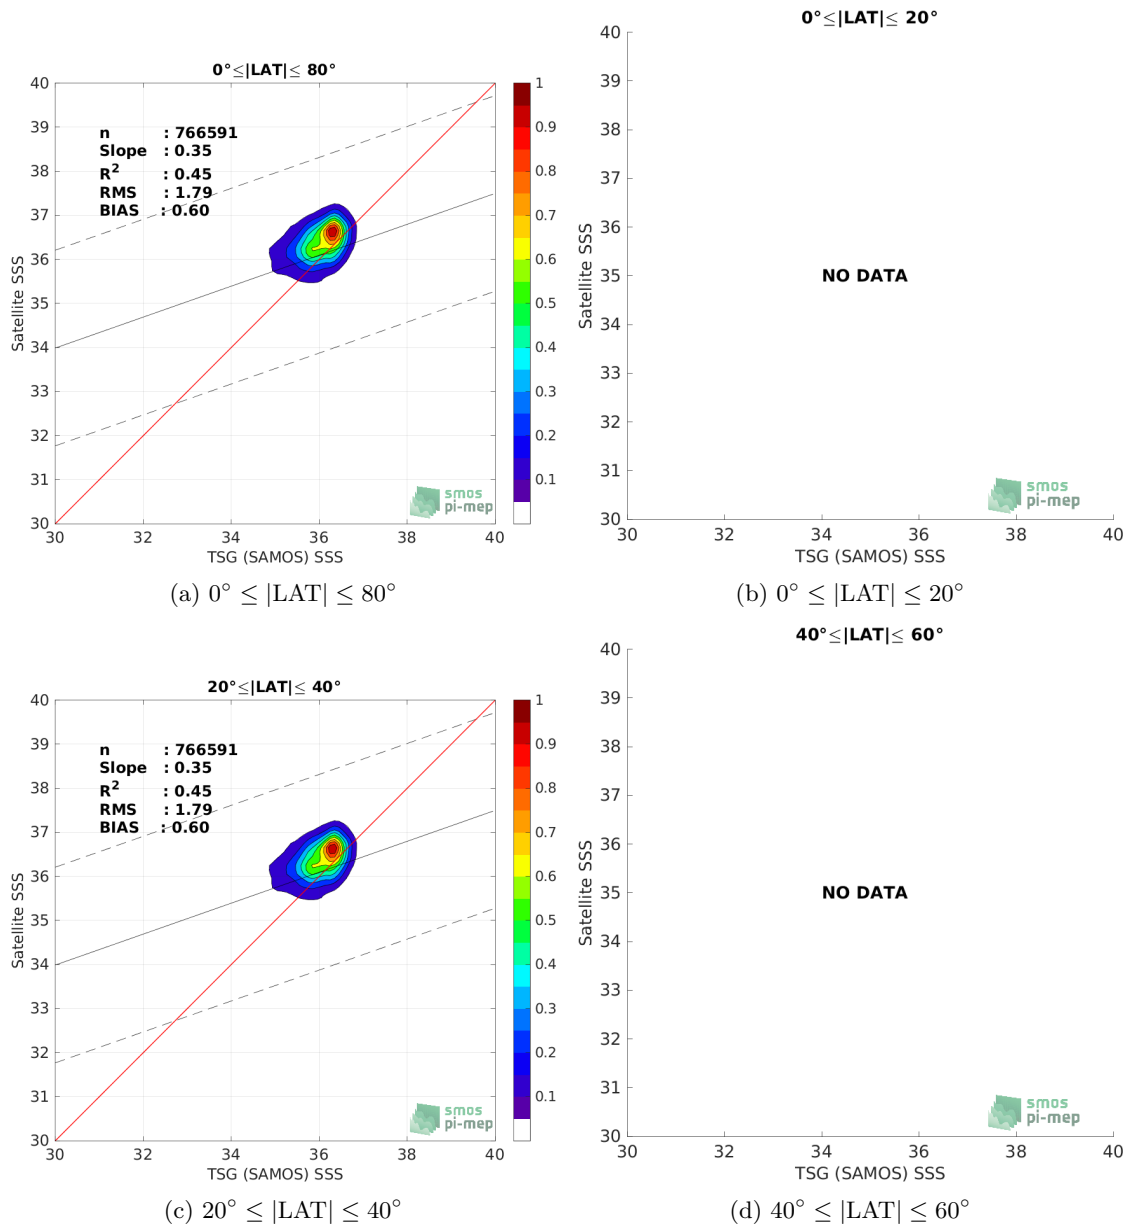 0°≤|LAT|≤ 80°
40
39
38
37
36
35
34
33
32
31
30
Satellite SSS
n : 766591
Slope : 0.35
R² : 0.45
RMS : 1.79
BIAS : 0.60
1
0.9
0.8
0.7
0.6
0.5
0.4
0.3
0.2
0.1
smos
pi-mep
30 32 34 36 38 40
TSG (SAMOS) SSS
(a) 0° ≤ |LAT| ≤ 80°
0°≤|LAT|≤ 20°
40
39
38
37
36
35
34
33
32
31
30
Satellite SSS
NO DATA
smos
pi-mep
30 32 34 36 38 40
TSG (SAMOS) SSS
(b) 0° ≤ |LAT| ≤ 20°
20°≤|LAT|≤ 40°
40
39
38
37
36
35
34
33
32
31
30
Satellite SSS
n : 766591
Slope : 0.35
R² : 0.45
RMS : 1.79
BIAS : 0.60
1
0.9
0.8
0.7
0.6
0.5
0.4
0.3
0.2
0.1
smos
pi-mep
30 32 34 36 38 40
TSG (SAMOS) SSS
(c) 20° ≤ |LAT| ≤ 40°
40°≤|LAT|≤ 60°
40
39
38
37
36
35
34
33
32
31
30
Satellite SSS
NO DATA
smos
pi-mep
30 32 34 36 38 40
TSG (SAMOS) SSS
(d) 40° ≤ |LAT| ≤ 60°